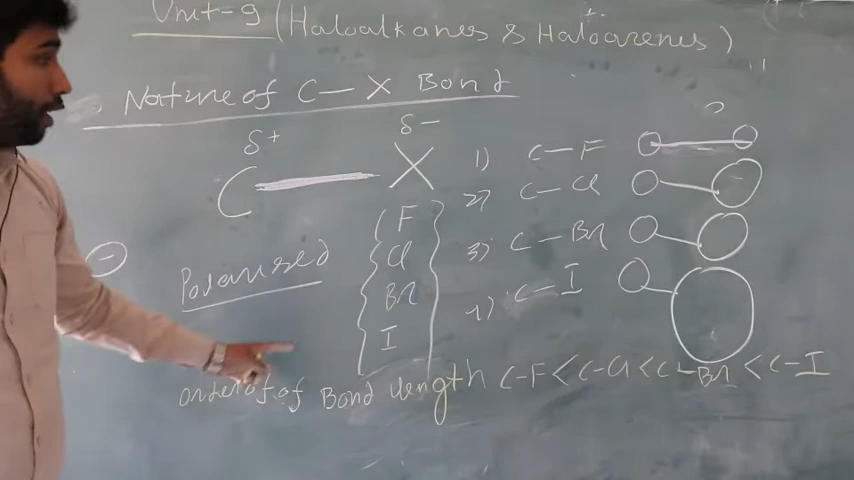 Unit-9 (Haloalkanes & Haloarenes)
Nature of C—X Bond
δ+ δ-
C—X
Polarised
(F
Cl
Br
I
1) C—F
2) C—Cl
3) C—Br
4) C—I
order of of Bond length C-F<C-Cl<C-Br<C-I